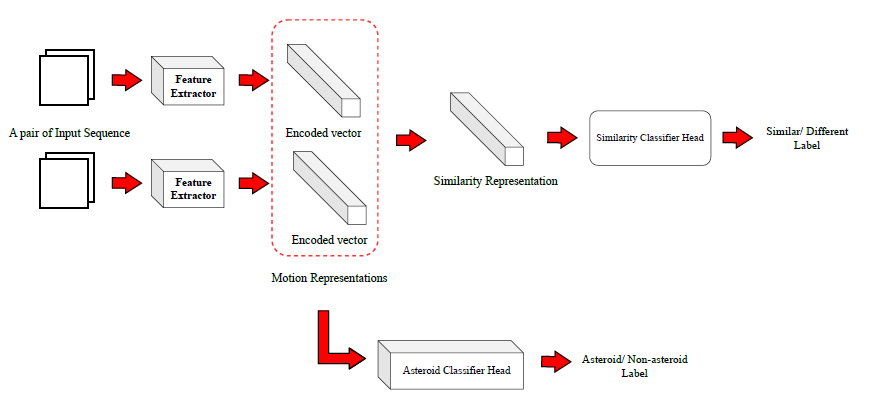 Feature
Extractor
A pair of Input Sequence
Encoded vector
Feature
Extractor
Encoded vector
Motion Representations
Similarity Representation
Similarity Classifier Head
Similar/ Different
Label
Asteroid Classifier Head
Asteroid/ Non-asteroid
Label